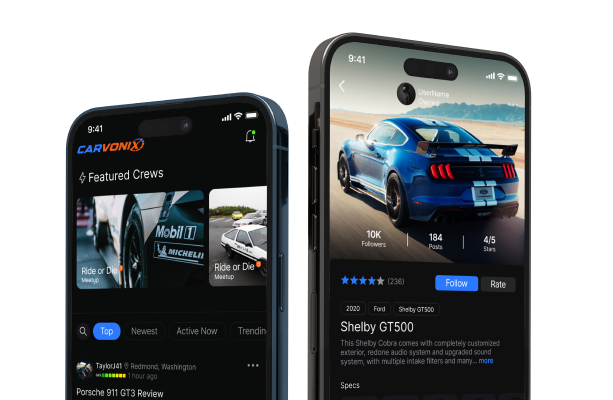 9:41
CARVONIX
Featured Crews
Mobil 1
MICHELIN
Ride or Die
Meetup
Ride or Die
Meetup
Top
Newest
Active Now
Trending
TaylorJ41
Redmond, Washington
1 hour ago
Porsche 911 GT3 Review
9:41
UserName
Owned
10K
Followers
184
Posts
4/5
Stars
(236)
Follow
Rate
2020
Ford
Shelby GT500
Shelby GT500
This Shelby Cobra comes with completely customized
exterior, redone audio system and upgraded sound
system, with multiple intake filters and many... more
Specs